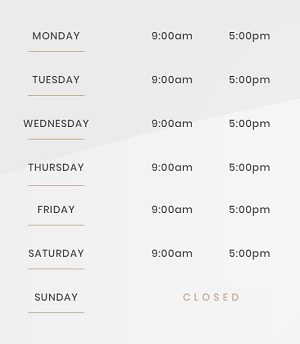 MONDAY 9:00am 5:00pm
TUESDAY 9:00am 5:00pm
WEDNESDAY 9:00am 5:00pm
THURSDAY 9:00am 5:00pm
FRIDAY 9:00am 5:00pm
SATURDAY 9:00am 5:00pm
SUNDAY CLOSED